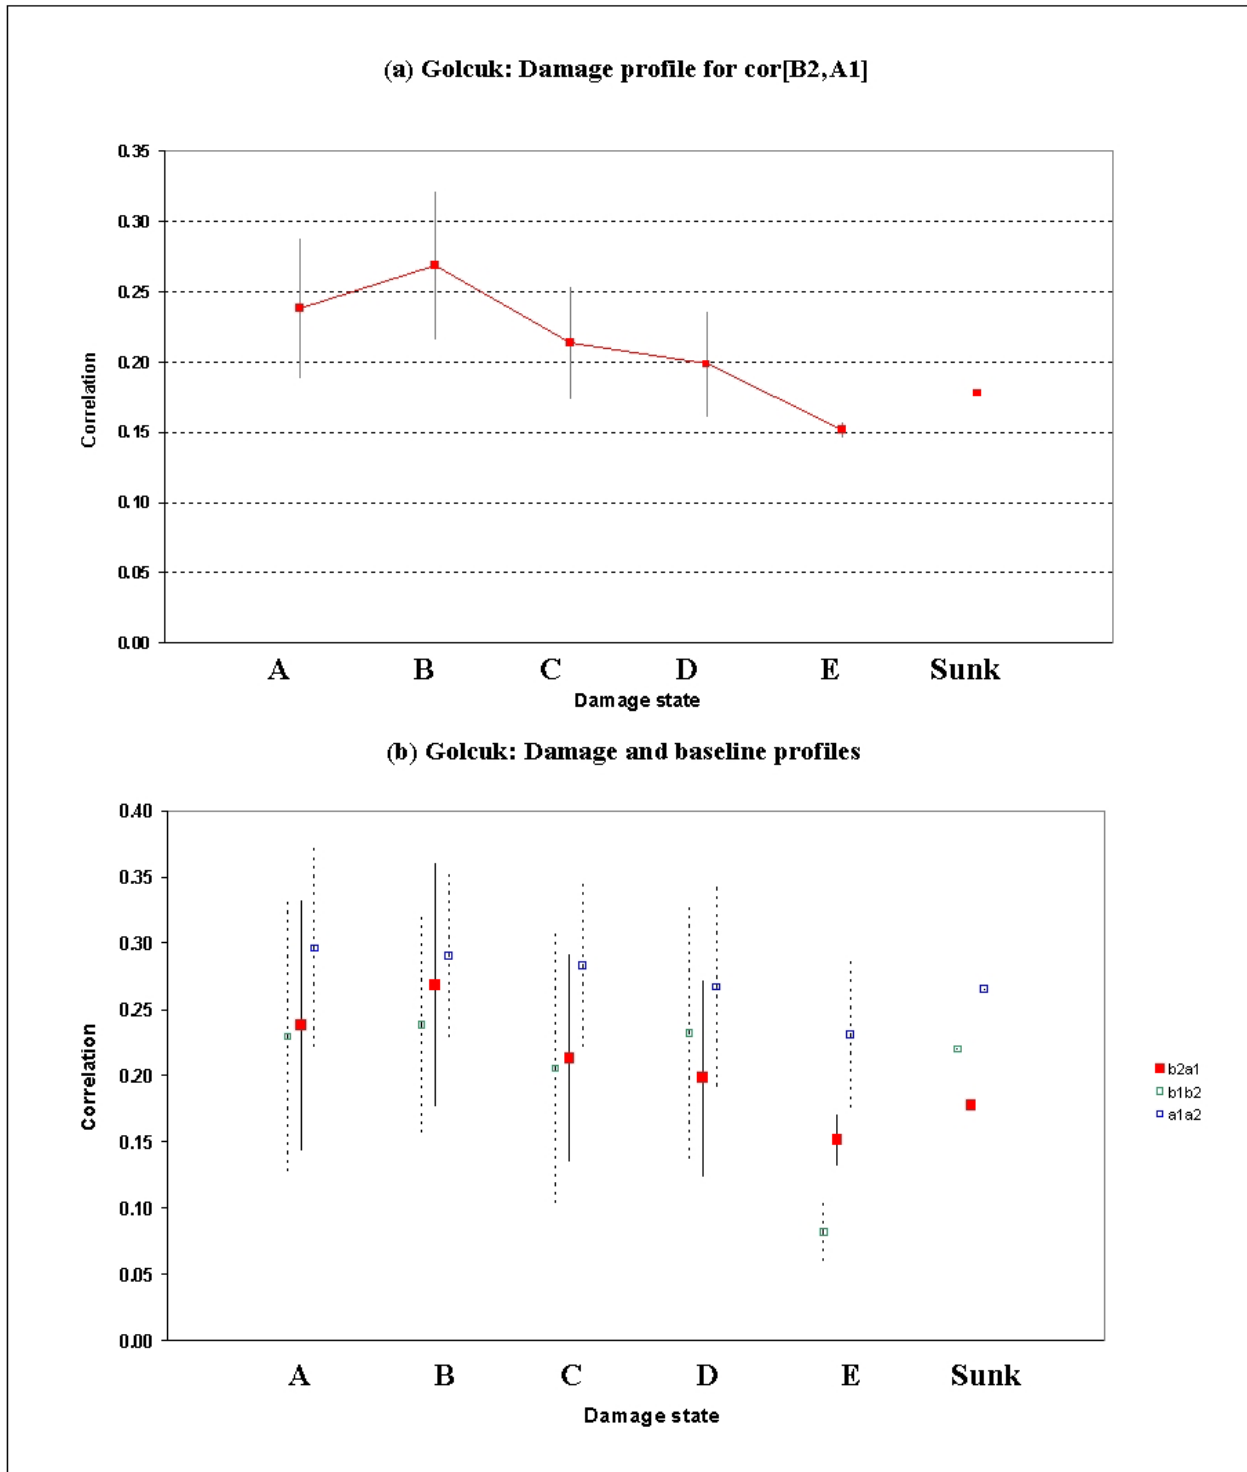 (a) Golcuk: Damage profile for cor[B2,A1]
0.35
0.30
0.25
0.20
0.15
0.10
0.05
0.00
Correlation
A B C D E Sunk
Damage state
(b) Golcuk: Damage and baseline profiles
0.40
0.35
0.30
0.25
0.20
0.15
0.10
0.05
0.00
Correlation
b2a1
b1b2
a1a2
A B C D E Sunk
Damage state